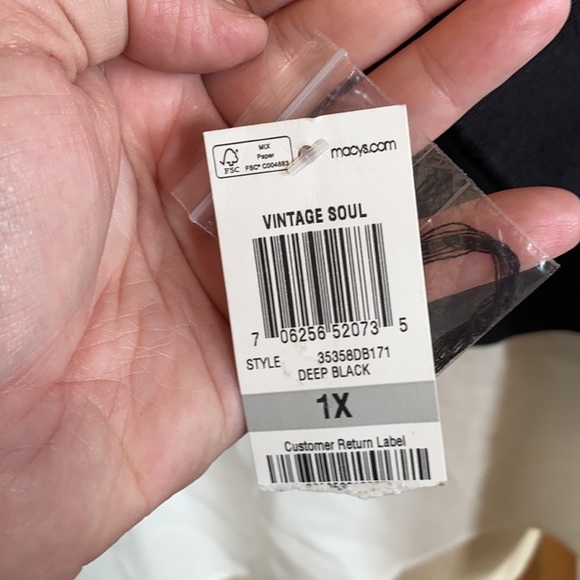 MIX
Paper
FSC® C004883
FSC
macys.com
VINTAGE SOUL
7 06256 52073 5
STYLE 35358DB171
DEEP BLACK
1X
Customer Return Label